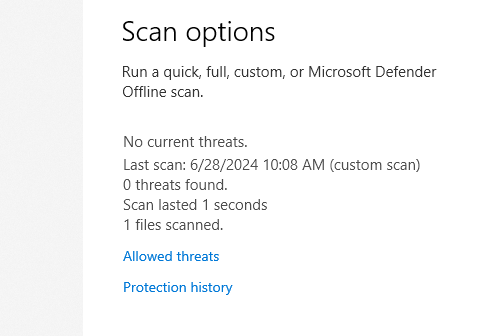 Scan options
Run a quick, full, custom, or Microsoft Defender
Offline scan.
No current threats.
Last scan: 6/28/2024 10:08 AM (custom scan)
0 threats found.
Scan lasted 1 seconds
1 files scanned.
Allowed threats
Protection history